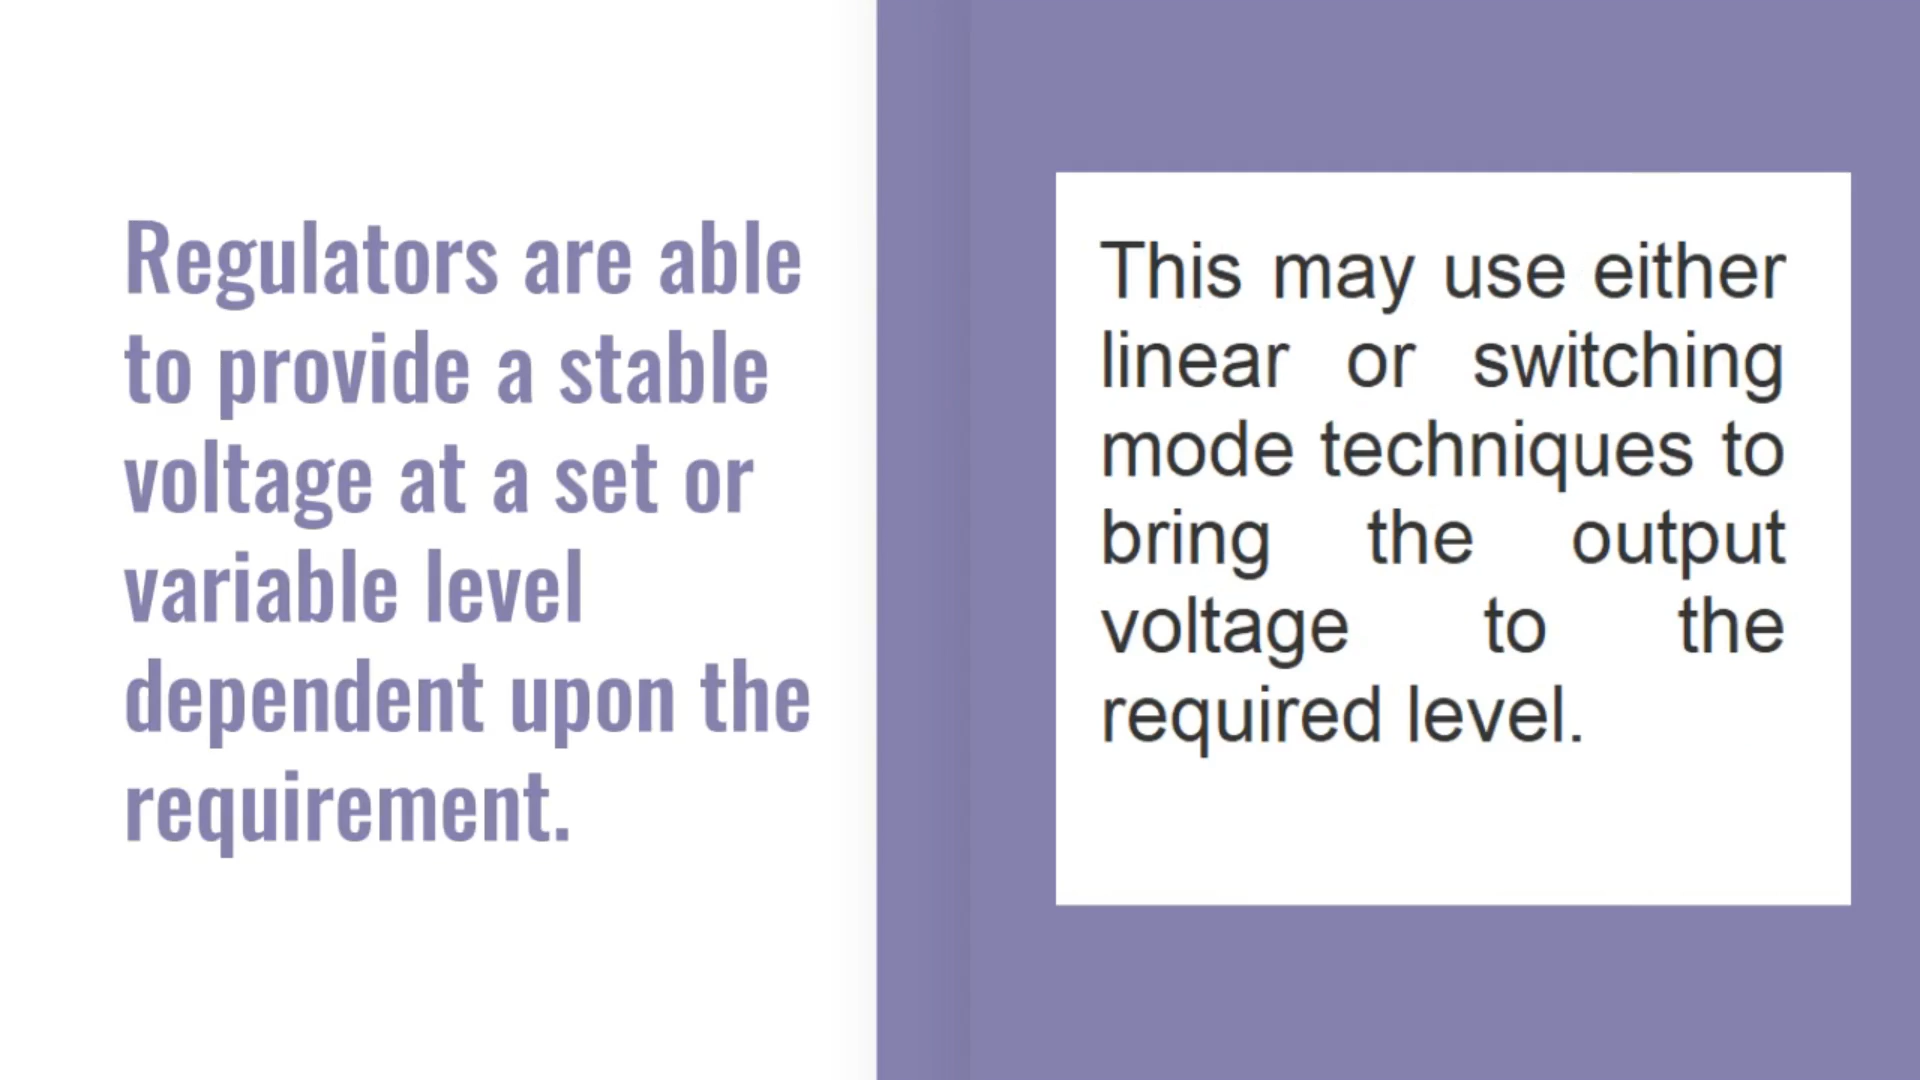 Regulators are able
to provide a stable
voltage at a set or
variable level
dependent upon the
requirement.
This may use either
linear or switching
mode techniques to
bring the output
voltage to the
required level.